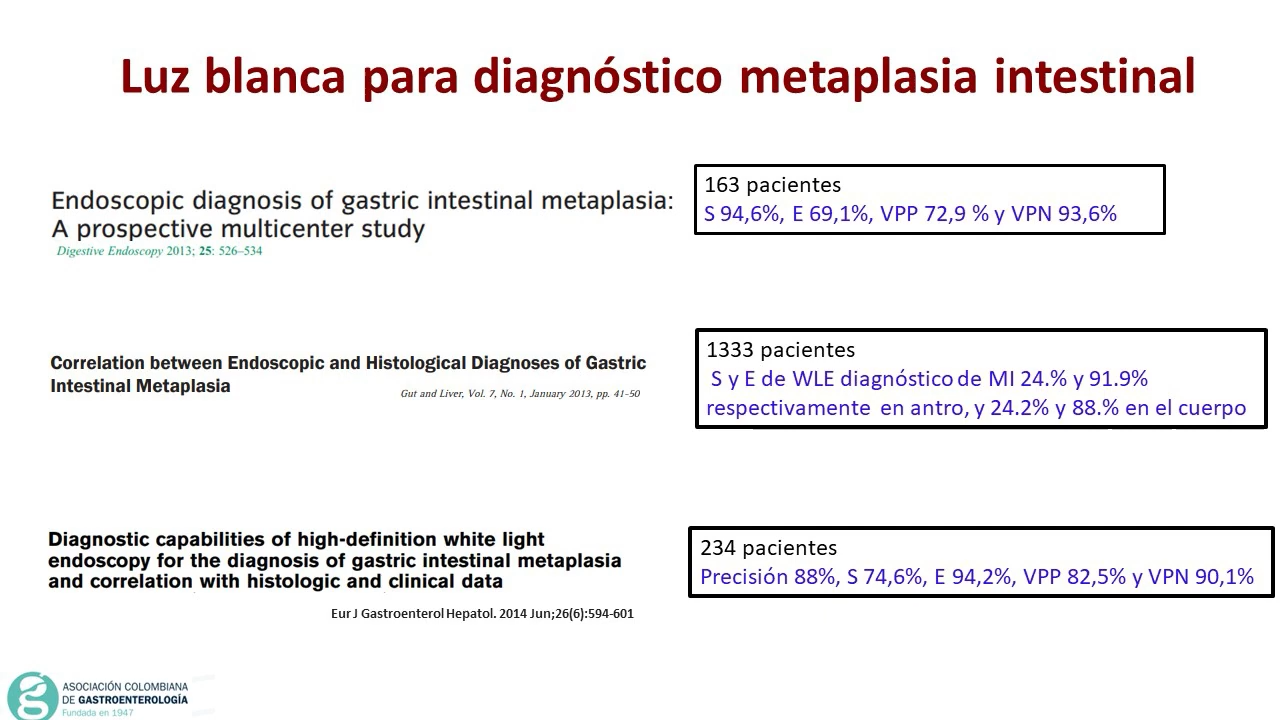 Luz blanca para diagnóstico metaplasia intestinal
Endoscopic diagnosis of gastric intestinal metaplasia:
A prospective multicenter study
Digestive Endoscopy 2013; 25: 526–534
163 pacientes
S 94,6%, E 69,1%, VPP 72,9 % y VPN 93,6%
Correlation between Endoscopic and Histological Diagnoses of Gastric
Intestinal Metaplasia
Gut and Liver, Vol. 7, No. 1, January 2013, pp. 41-50
1333 pacientes
S y E de WLE diagnóstico de MI 24.% y 91.9%
respectivamente en antro, y 24.2% y 88.% en el cuerpo
Diagnostic capabilities of high-definition white light
endoscopy for the diagnosis of gastric intestinal metaplasia
and correlation with histologic and clinical data
Eur J Gastroenterol Hepatol. 2014 Jun;26(6):594-601
234 pacientes
Precisión 88%, S 74,6%, E 94,2%, VPP 82,5% y VPN 90,1%
ASOCIACIÓN COLOMBIANA
DE GASTROENTEROLOGÍA
Fundada en 1947